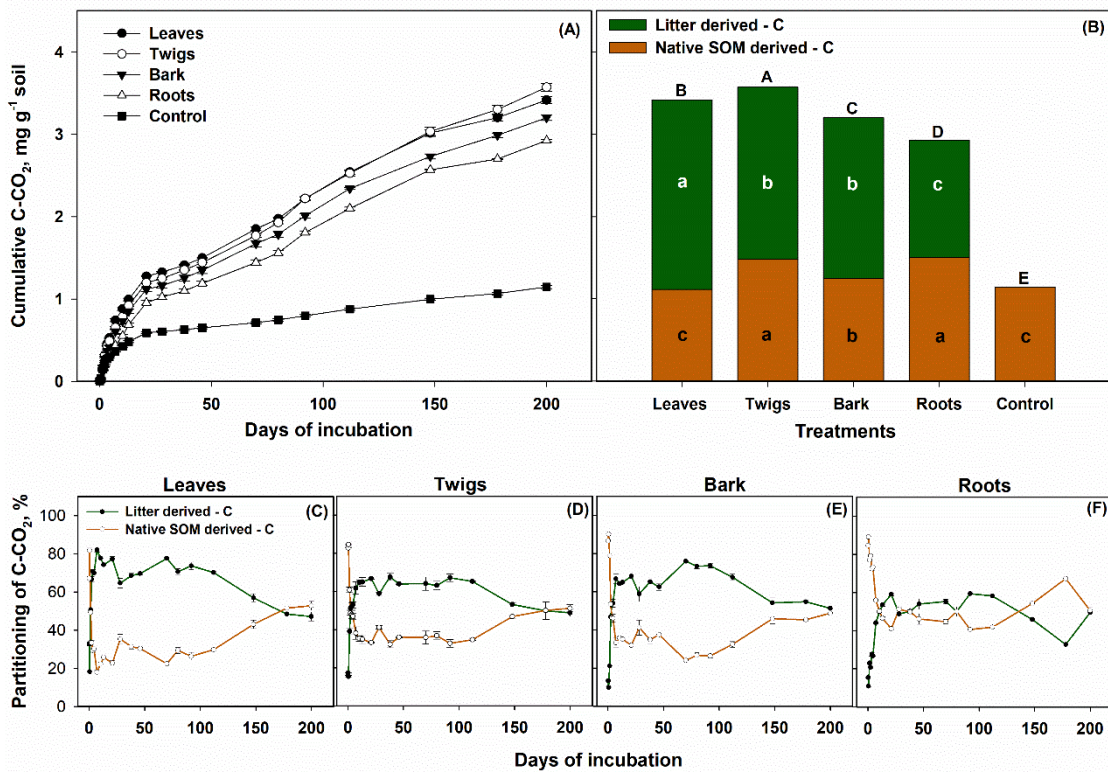 (A)
Leaves
Twigs
Bark
Roots
Control
Cumulative C-CO₂, mg g⁻¹ soil
4
3
2
1
0
0 50 100 150 200
Days of incubation
(B)
Litter derived - C
Native SOM derived - C
B A C D E
a b b c
c a b a c
Leaves Twigs Bark Roots Control
Treatments
Leaves Twigs Bark Roots
(C) (D) (E) (F)
Litter derived - C
Native SOM derived - C
Partitioning of C-CO₂, %
100
80
60
40
20
0
0 50 100 150 200 0 50 100 150 200 0 50 100 150 200 0 50 100 150 200
Days of incubation